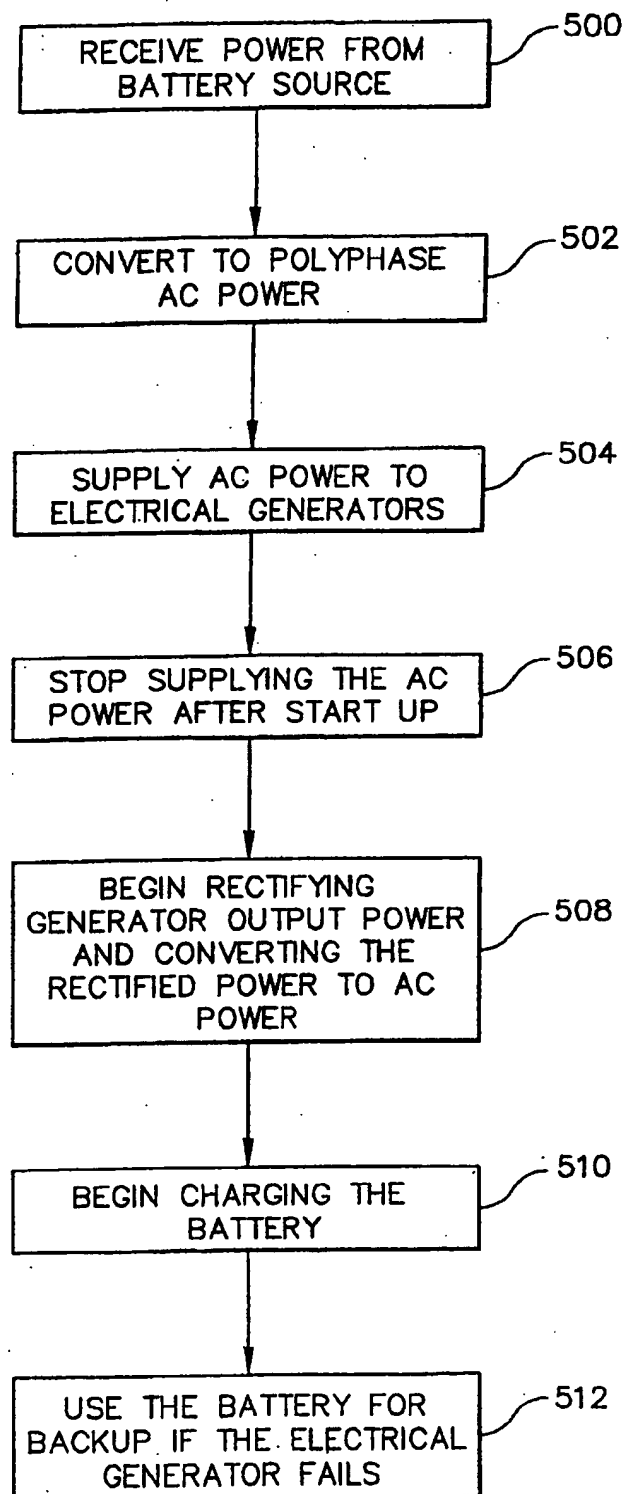 RECEIVE POWER FROM
BATTERY SOURCE
500
CONVERT TO POLYPHASE
AC POWER
502
SUPPLY AC POWER TO
ELECTRICAL GENERATORS
504
STOP SUPPLYING THE AC
POWER AFTER START UP
506
BEGIN RECTIFYING
GENERATOR OUTPUT POWER
AND CONVERTING THE
RECTIFIED POWER TO AC
POWER
508
BEGIN CHARGING THE
BATTERY
510
USE THE BATTERY FOR
BACKUP IF THE ELECTRICAL
GENERATOR FAILS
512